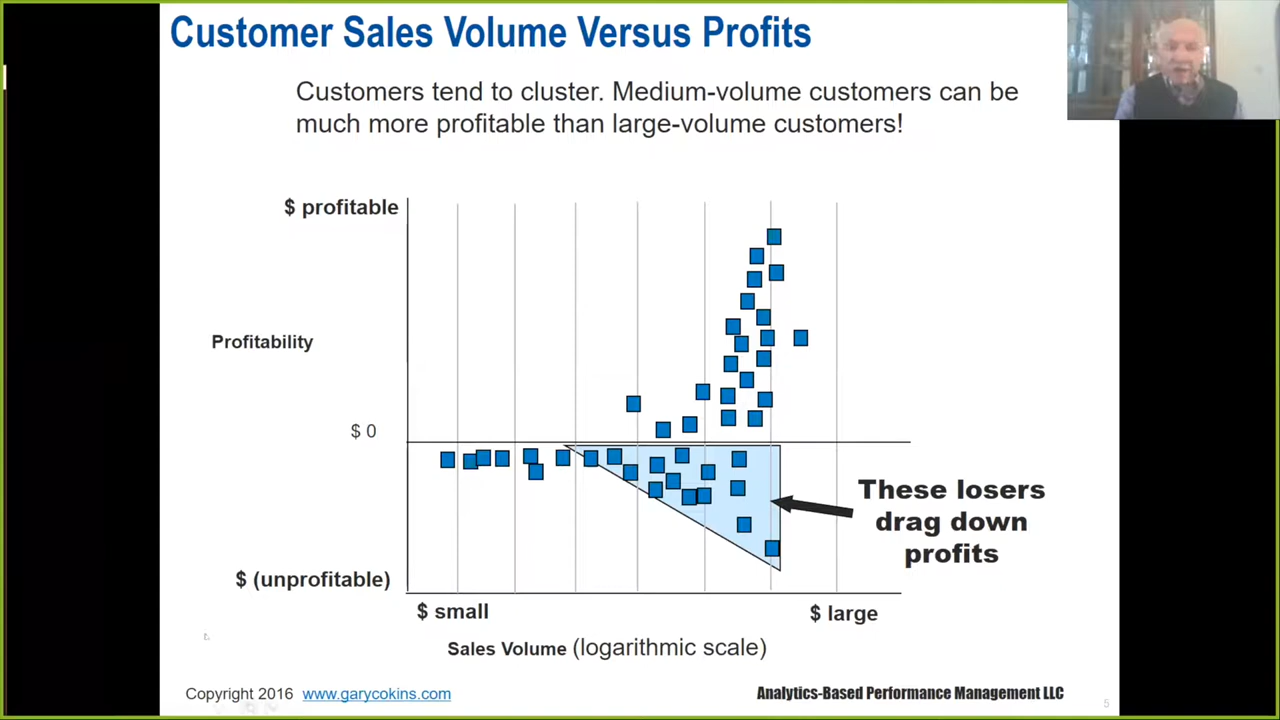 Customer Sales Volume Versus Profits
Customers tend to cluster. Medium-volume customers can be
much more profitable than large-volume customers!
$ profitable
Profitability
$ 0
These losers
drag down
profits
$ (unprofitable)
$ small
$ large
Sales Volume (logarithmic scale)
Copyright 2016 www.garycokins.com
Analytics-Based Performance Management LLC
5